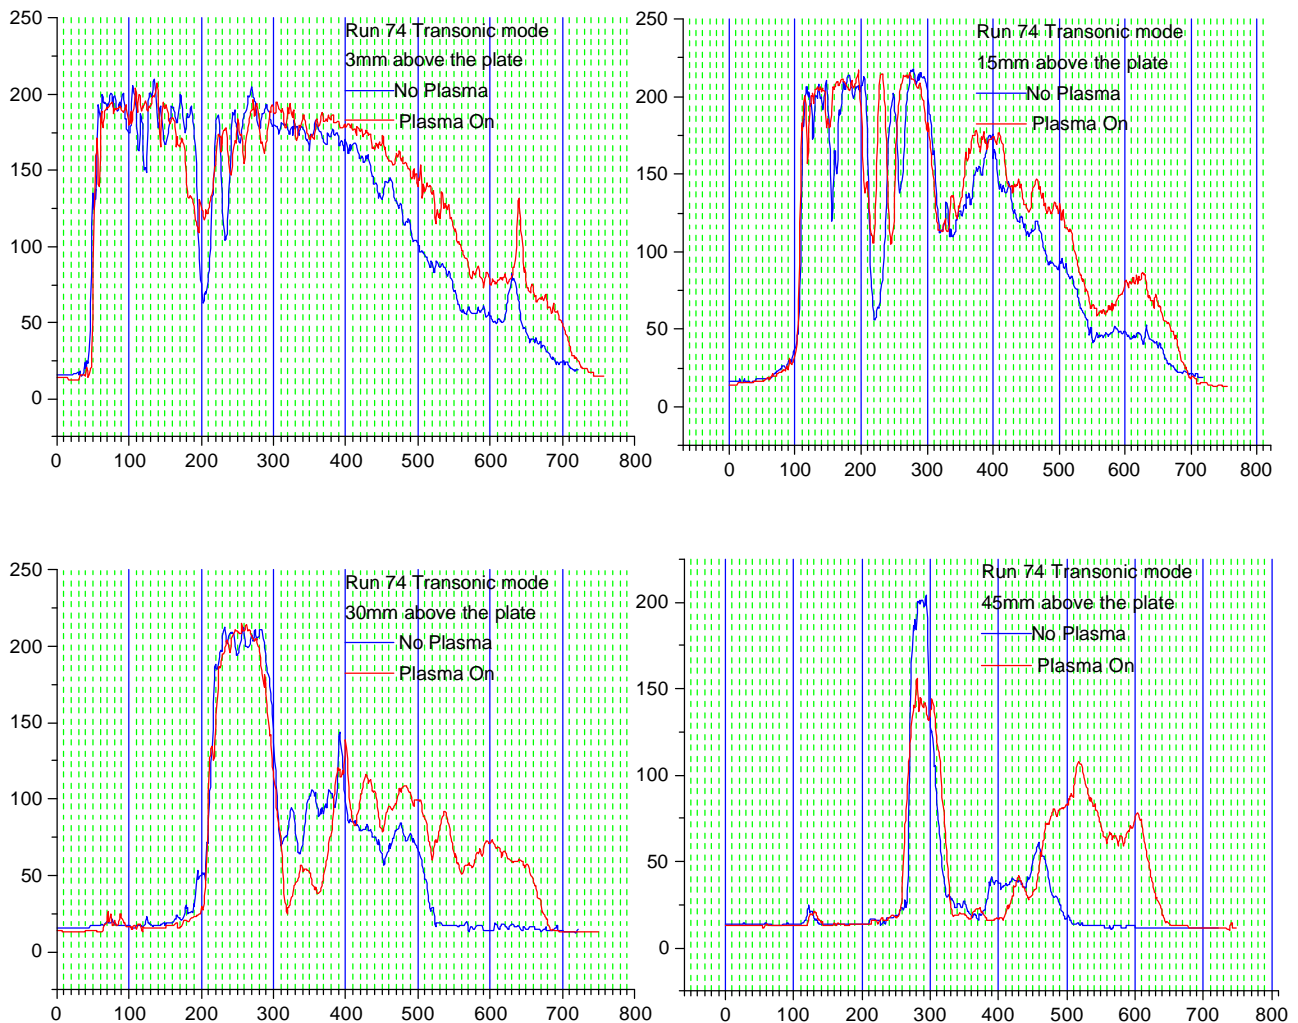 250
200
150
100
50
0
Run 74 Transonic mode
3mm above the plate
No Plasma
Plasma On
0 100 200 300 400 500 600 700 800
250
200
150
100
50
0
Run 74 Transonic mode
15mm above the plate
No Plasma
Plasma On
0 100 200 300 400 500 600 700 800
250
200
150
100
50
0
Run 74 Transonic mode
30mm above the plate
No Plasma
Plasma On
0 100 200 300 400 500 600 700 800
200
150
100
50
0
Run 74 Transonic mode
45mm above the plate
No Plasma
Plasma On
0 100 200 300 400 500 600 700 800